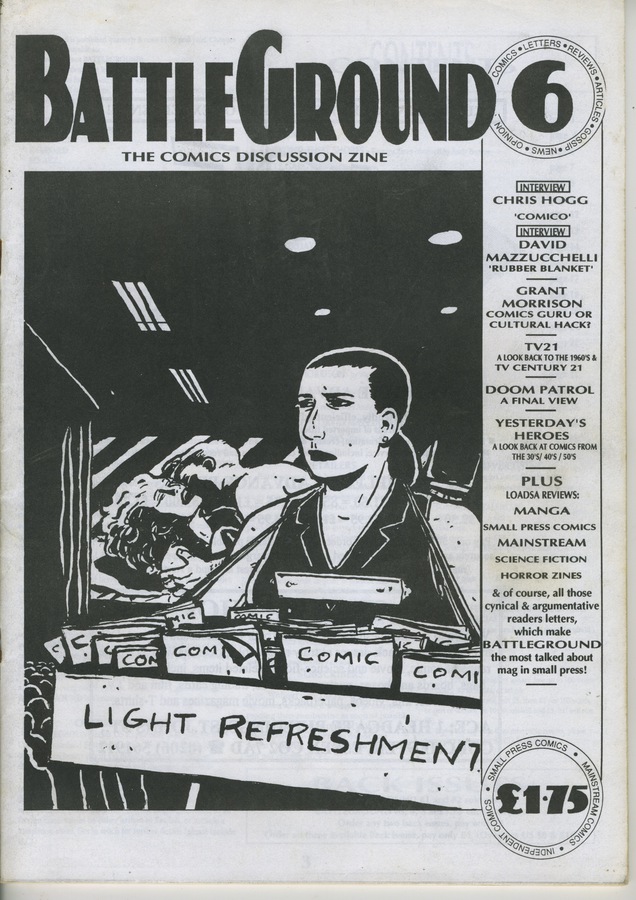 BATTLEGROUND
COMICS • LETTERS • REVIEWS • ARTICLES • GOSSIP • NEWS • OPINION •
6
THE COMICS DISCUSSION ZINE
INTERVIEW
CHRIS HOGG
'COMICO'
INTERVIEW
DAVID
MAZZUCCHELLI
'RUBBER BLANKET'
GRANT
MORRISON
COMICS GURU OR
CULTURAL HACK?
TV21
A LOOK BACK TO THE 1960'S &
TV CENTURY 21
DOOM PATROL
A FINAL VIEW
YESTERDAY'S
HEROES
A LOOK BACK AT COMICS FROM
THE 30'S/ 40'S / 50'S
PLUS
LOADSA REVIEWS:
MANGA
SMALL PRESS COMICS
MAINSTREAM
SCIENCE FICTION
HORROR ZINES
& of course, all those
cynical & argumentative
readers letters,
which make
BATTLEGROUND
the most talked about
mag in small press!
MIC
COMIC
C
C
C
COM
COMI
COMIC
COMI
LIGHT REFRESHMENT
SMALL PRESS COMICS • MAINSTREAM COMICS • INDEPENDENT COMICS •
£1·75